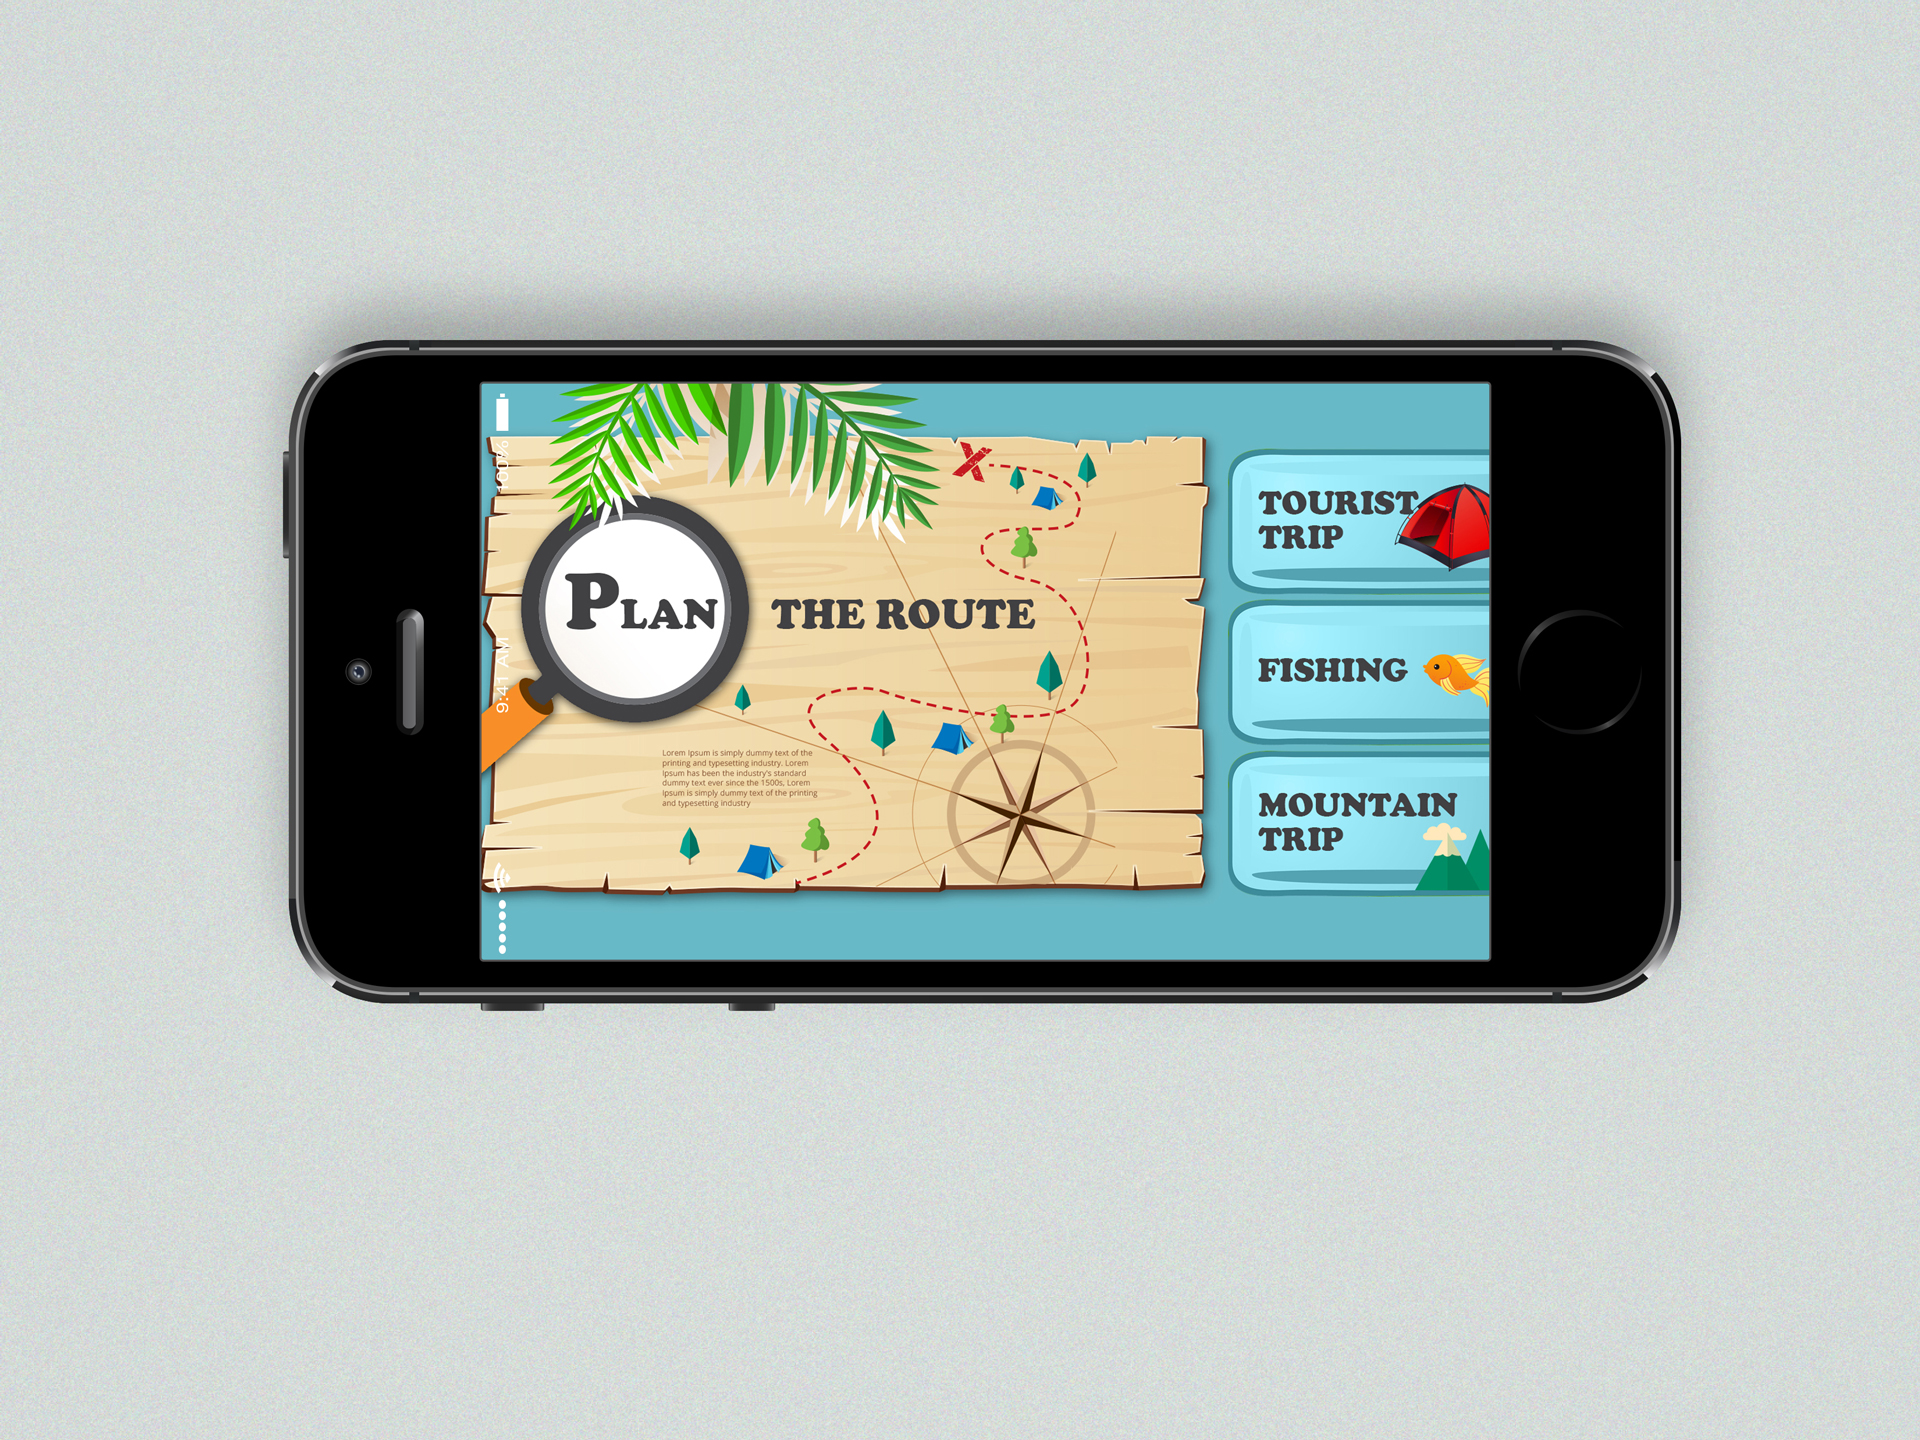 100%
9:41 AM
PLAN THE ROUTE
Lorem Ipsum is simply dummy text of the
printing and typesetting industry. Lorem
Ipsum has been the industry's standard
dummy text ever since the 1500s, Lorem
Ipsum is simply dummy text of the printing
and typesetting industry
TOURIST
TRIP
FISHING
MOUNTAIN
TRIP